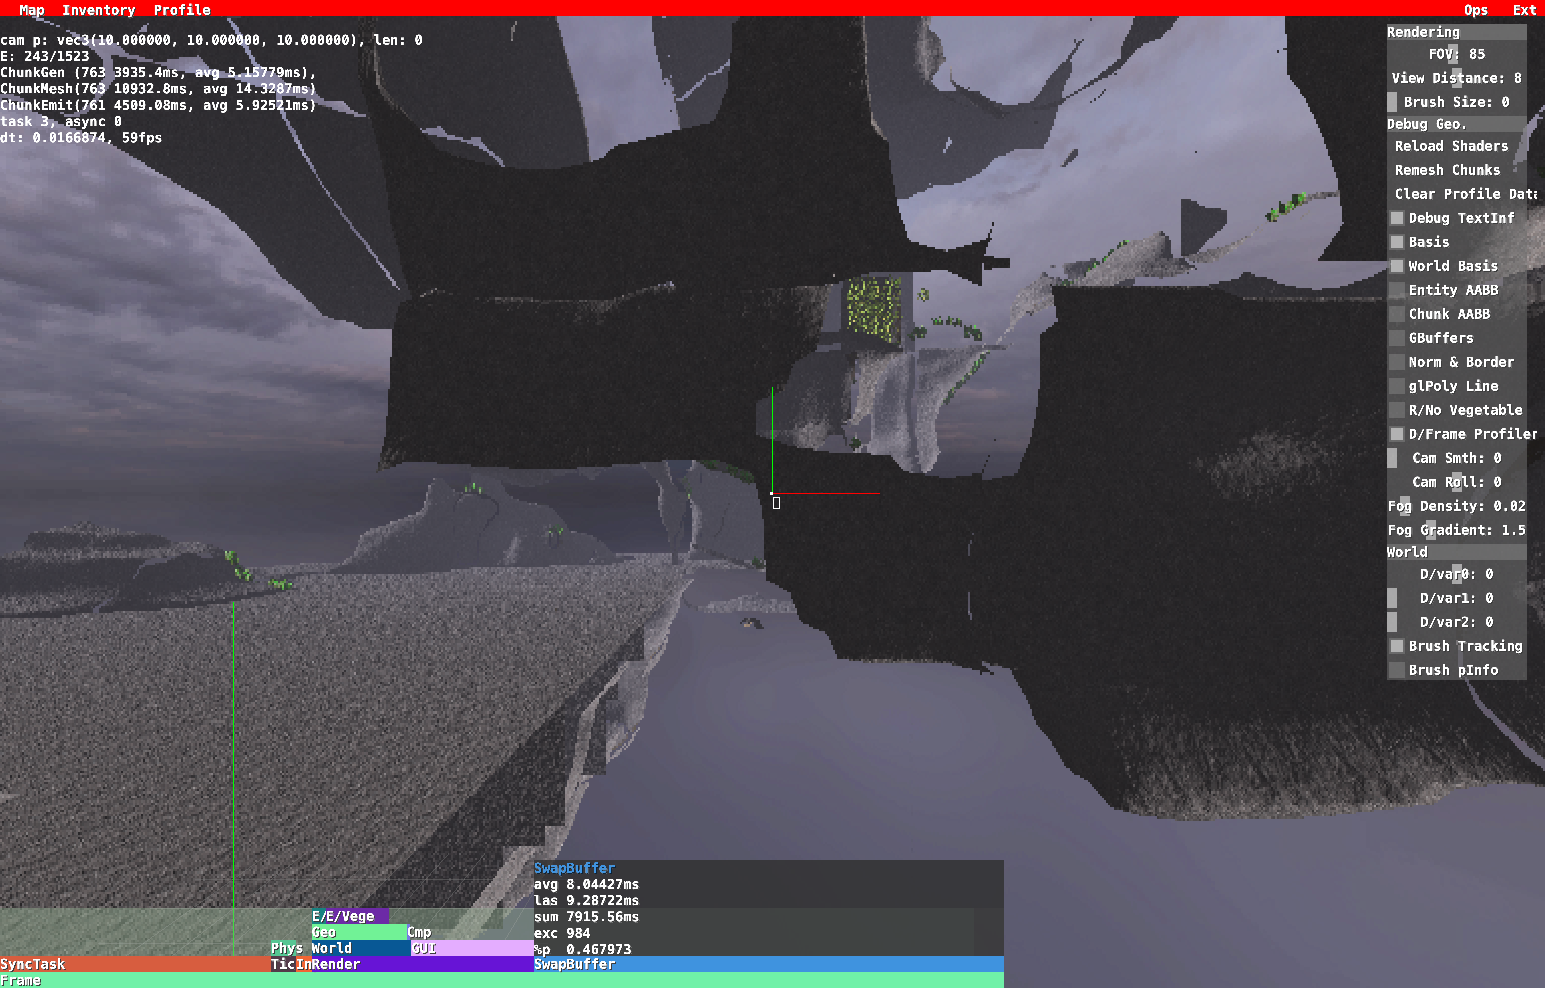 Map Inventory Profile Ops Ext
cam p: vec3(10.000000, 10.000000, 10.000000), len: 0
E: 243/1523
ChunkGen (763 3935.4ms, avg 5.15779ms),
ChunkMesh(763 10932.8ms, avg 14.3287ms)
ChunkEmit(761 4509.08ms, avg 5.92521ms)
task 3, async 0
dt: 0.0166874, 59fps
Rendering
FOV: 85
View Distance: 8
Brush Size: 0
Debug Geo.
Reload Shaders
Remesh Chunks
Clear Profile Data
Debug TextInf
Basis
World Basis
Entity AABB
Chunk AABB
GBuffers
Norm & Border
glPoly Line
R/No Vegetable
D/Frame Profiler
Cam Smth: 0
Cam Roll: 0
Fog Density: 0.02
Fog Gradient: 1.5
World
D/var0: 0
D/var1: 0
D/var2: 0
Brush Tracking
Brush pInfo
SwapBuffer
avg 8.04427ms
las 9.28722ms
sum 7915.56ms
exc 984
%p 0.467973
E/E/Vege
Geo Cmp
Phys World GUI
SyncTask Tic In Render SwapBuffer
Frame